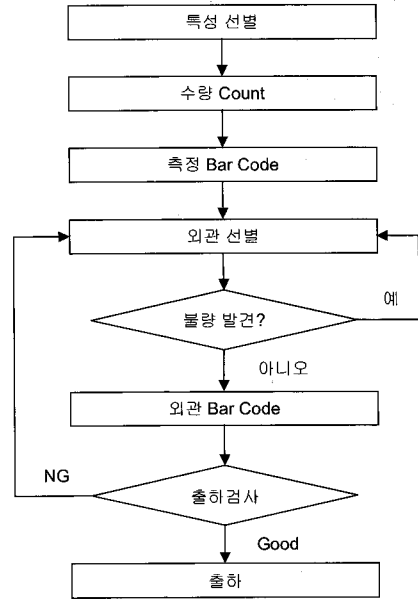 특성 선별
수량 Count
측정 Bar Code
외관 선별
불량 발견?
예
아니오
외관 Bar Code
NG
출하검사
Good
출하